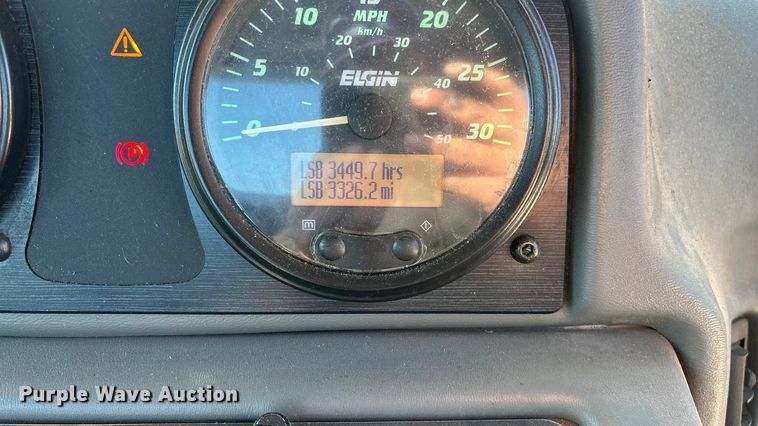 15
10 MPH 20
km/h
20 30
5 10 ELGIN 40 25
0 50 30
LSB 3449.7 hrs
LSB 3326.2 mi
m
P
Purple Wave Auction